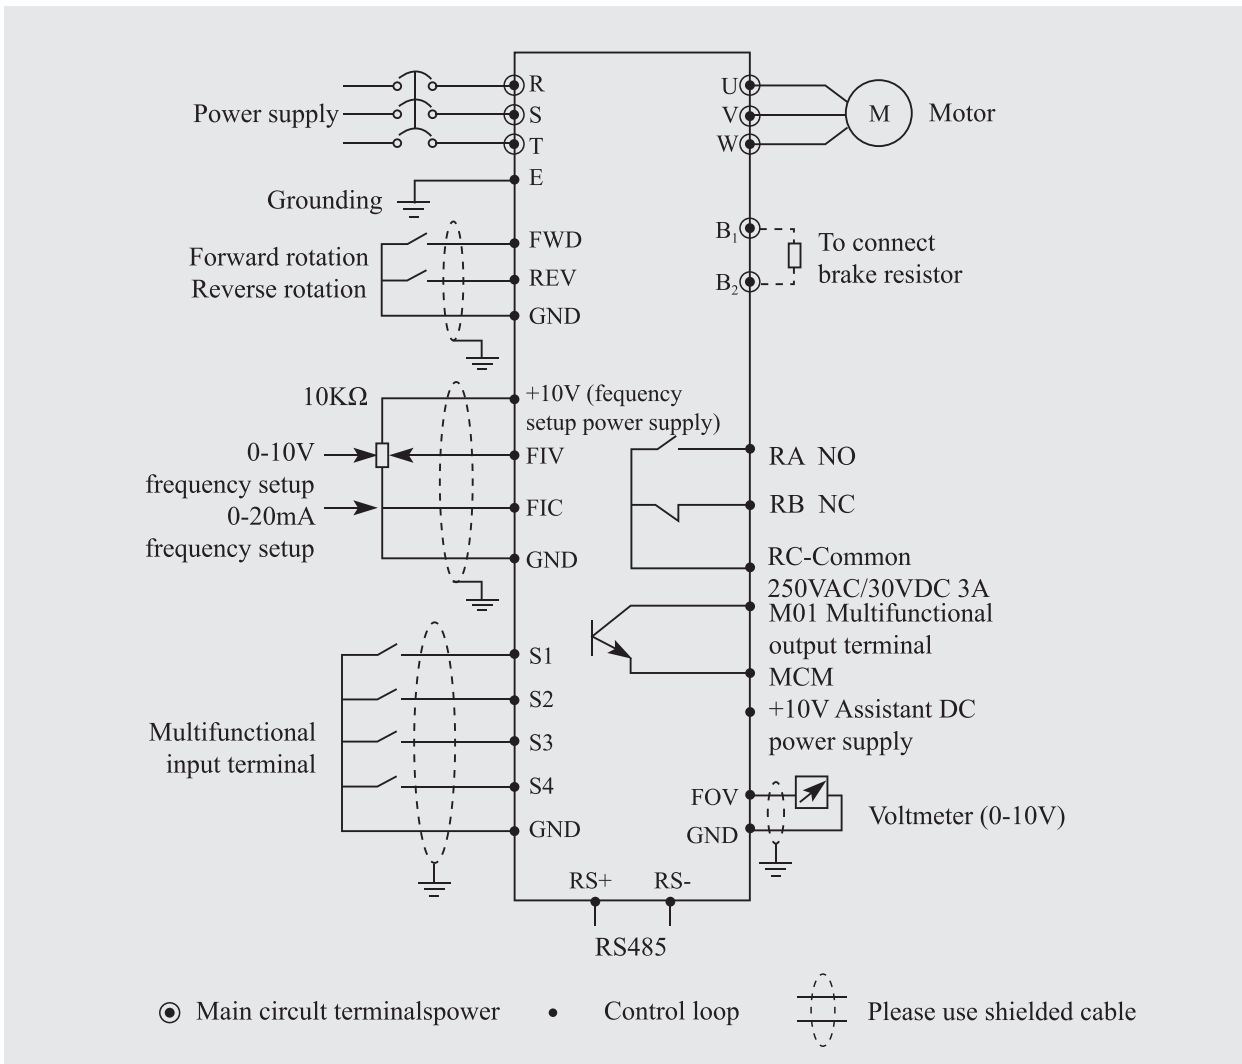 R
Power supply
S
T
E
Grounding
FWD
Forward rotation
REV
Reverse rotation
GND
10KΩ
+10V (fequency
setup power supply)
0-10V
FIV
frequency setup
0-20mA
FIC
frequency setup
GND
S1
S2
Multifunctional
S3
input terminal
S4
GND
U
V
M
Motor
W
B1
To connect
brake resistor
B2
RA NO
RB NC
RC-Common
250VAC/30VDC 3A
M01 Multifunctional
output terminal
MCM
+10V Assistant DC
power supply
FOV
Voltmeter (0-10V)
GND
RS+ RS-
RS485
Main circult terminalspower
Control loop
Please use shielded cable